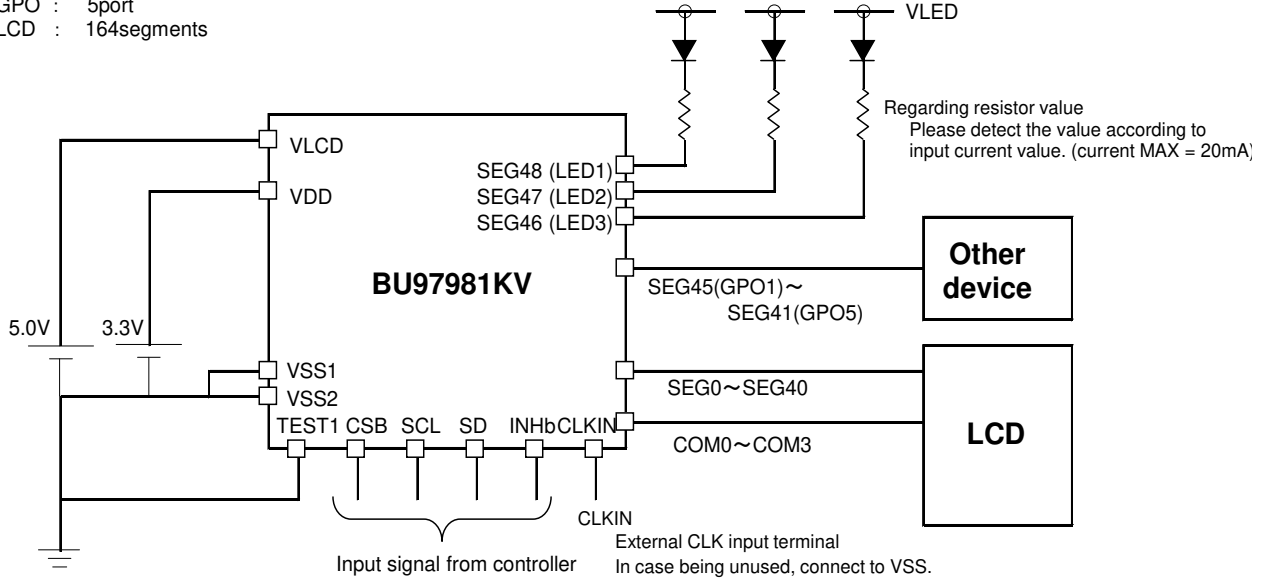 GPO : 5port
LCD : 164segments
VLED
Regarding resistor value
Please detect the value according to
input current value. (current MAX = 20mA)
VLCD
VDD
SEG48 (LED1)
SEG47 (LED2)
SEG46 (LED3)
BU97981KV
Other
device
SEG45(GPO1)～
SEG41(GPO5)
5.0V
3.3V
VSS1
VSS2
SEG0～SEG40
TEST1 CSB SCL SD INHb CLKIN
COM0～COM3
LCD
CLKIN
External CLK input terminal
Input signal from controller
In case being unused, connect to VSS.